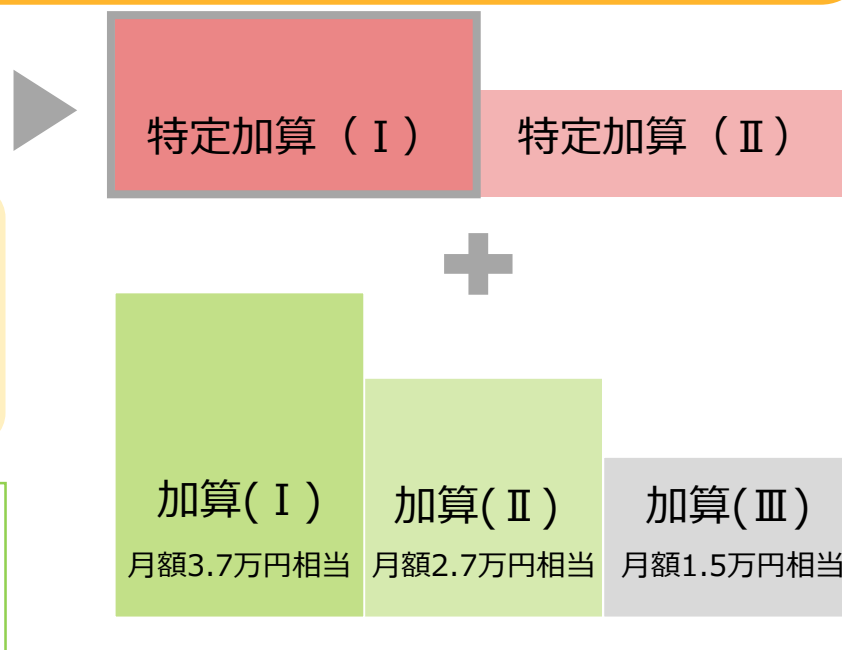 特定加算（Ⅰ）
特定加算（Ⅱ）
加算(Ⅰ)
月額3.7万円相当
加算(Ⅱ)
月額2.7万円相当
加算(Ⅲ)
月額1.5万円相当